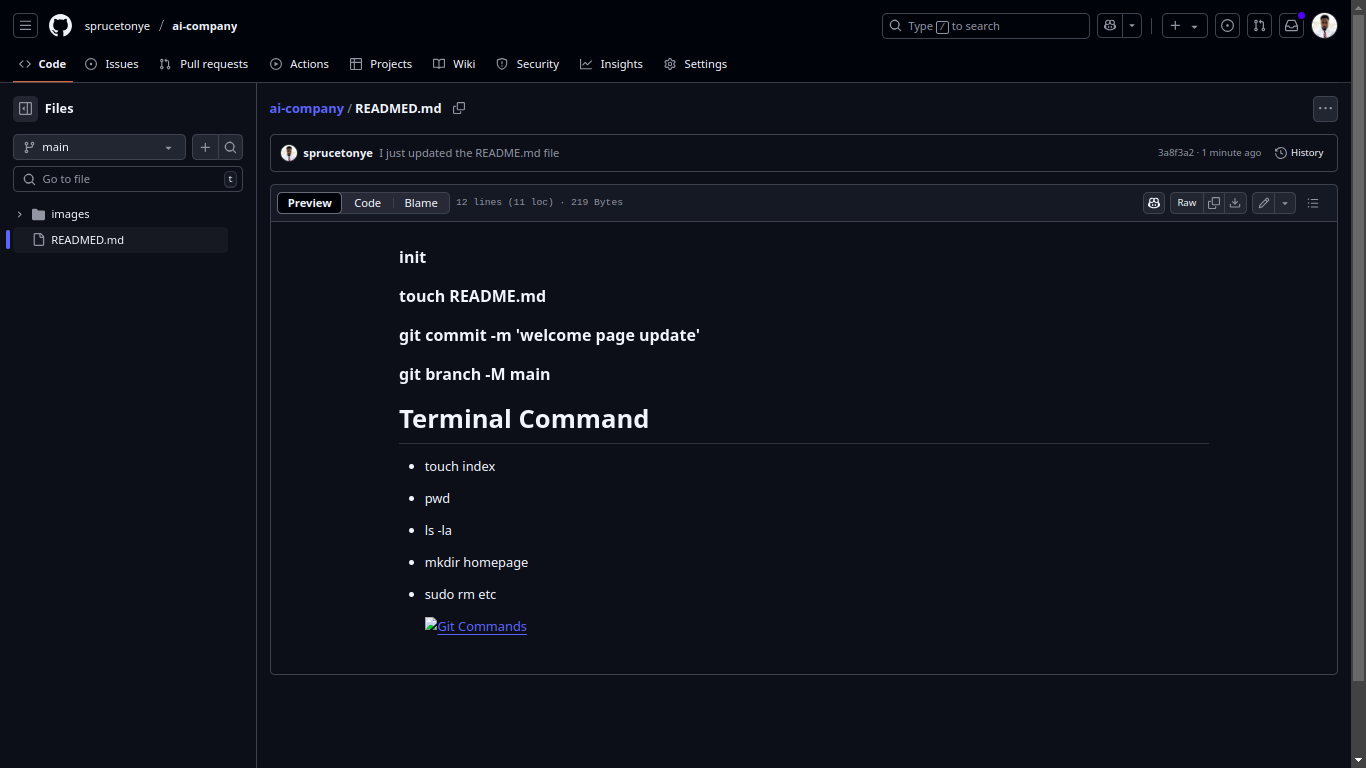 sprucetonye / ai-company
Type / to search
Code
Issues
Pull requests
Actions
Projects
Wiki
Security
Insights
Settings
Files
main
Go to file
t
images
READMED.md
ai-company / READMED.md
sprucetonye I just updated the README.md file
3a8f3a2 · 1 minute ago
History
Preview
Code
Blame
12 lines (11 loc) · 219 Bytes
Raw
init
touch README.md
git commit -m 'welcome page update'
git branch -M main
Terminal Command
touch index
pwd
ls -la
mkdir homepage
sudo rm etc
Git Commands